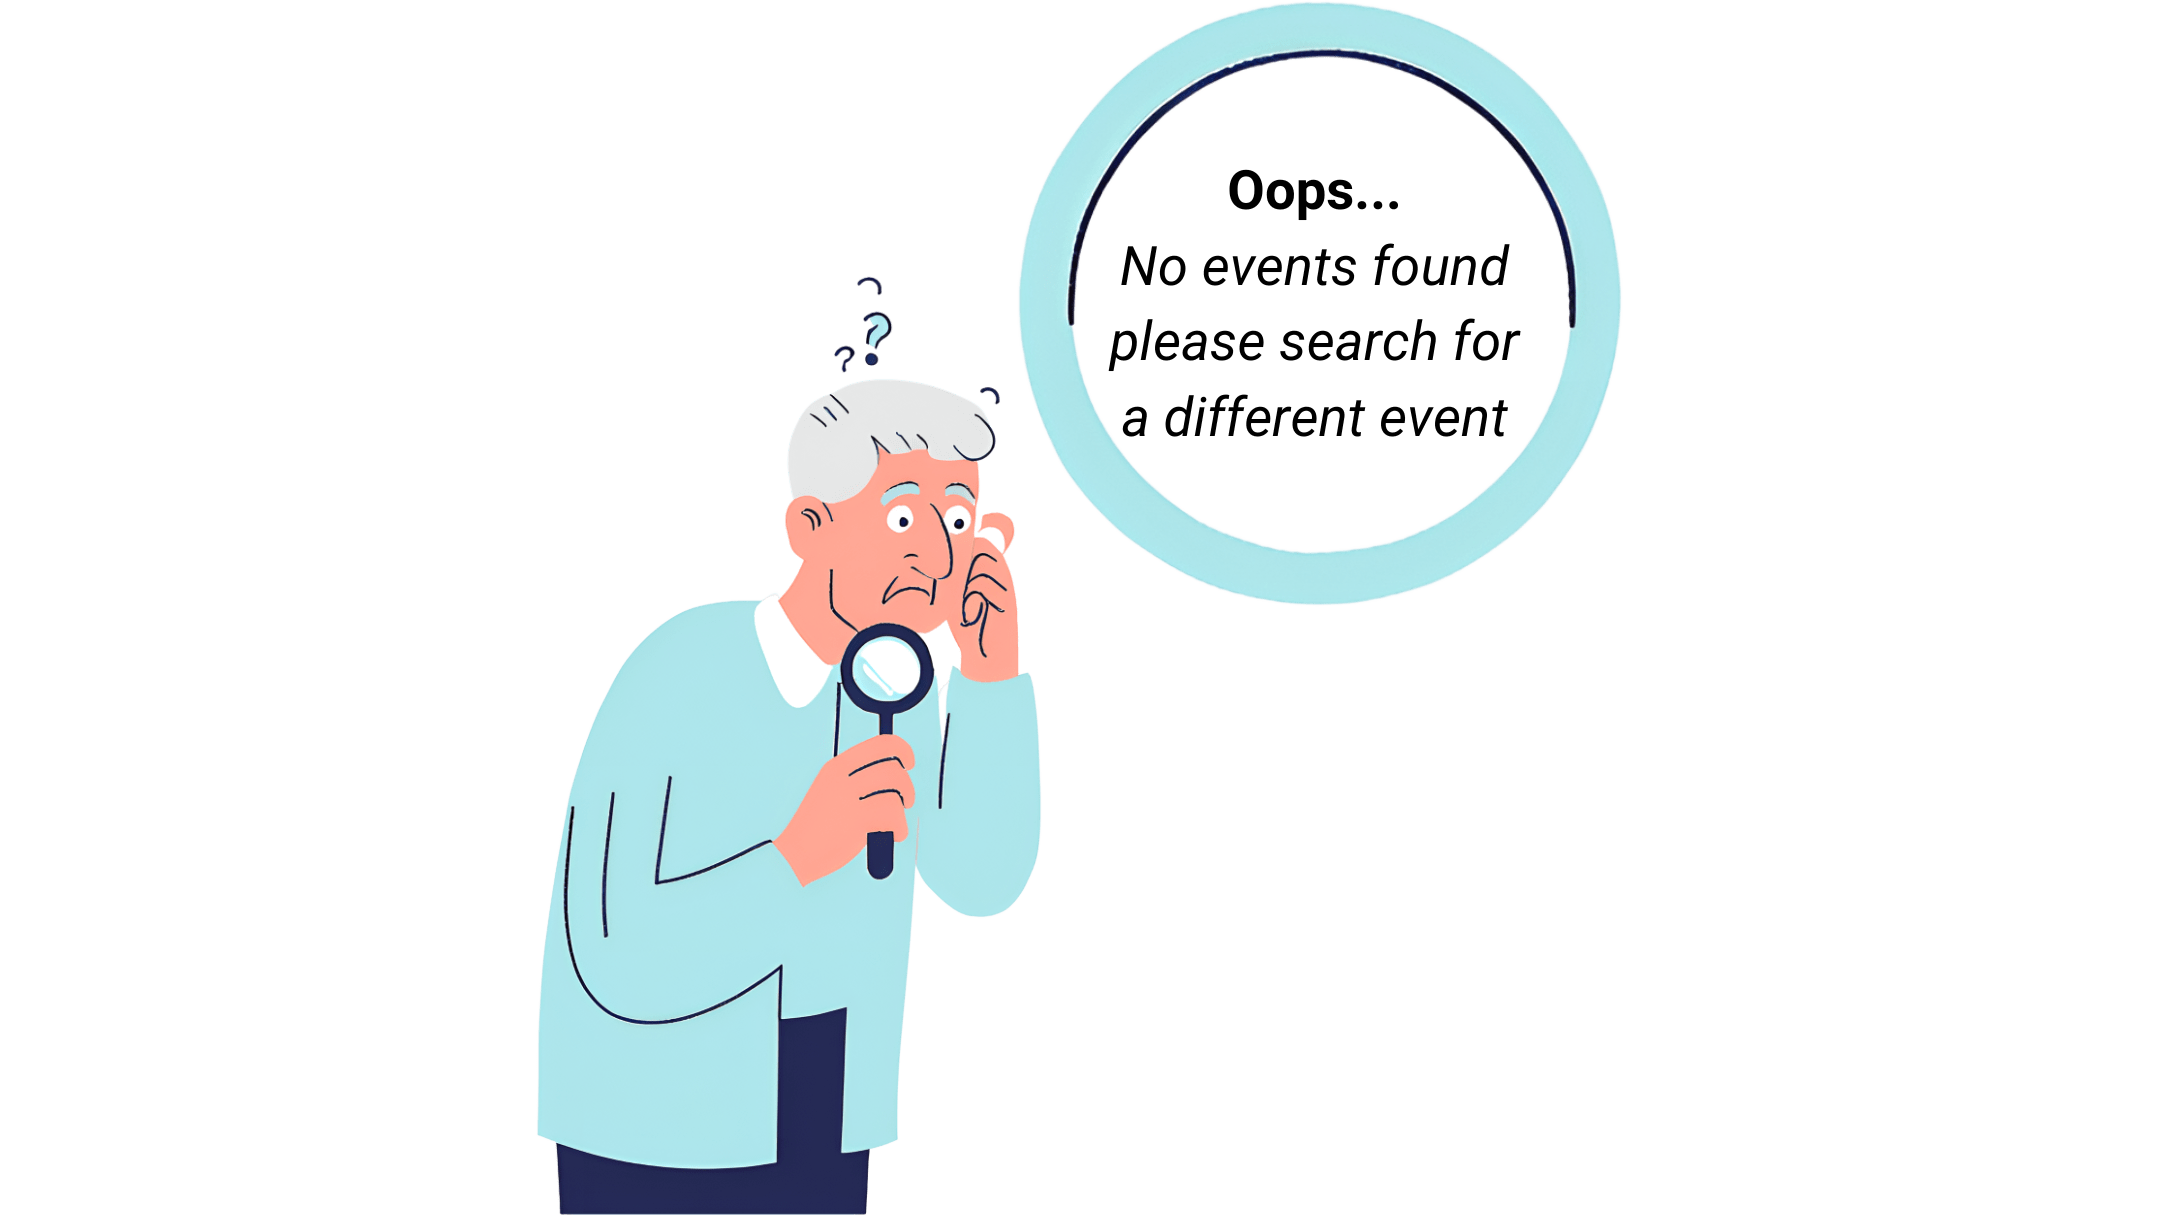 Oops...
No events found
please search for
a different event
? ?